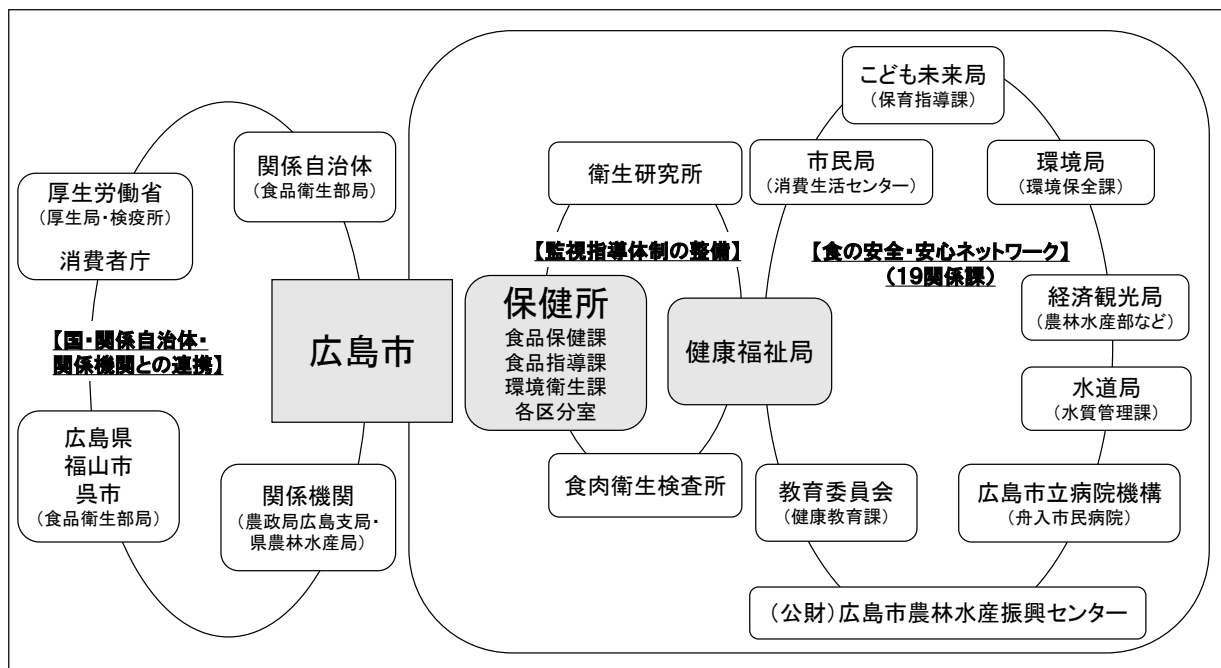 関係自治体
(食品衛生部局)
厚生労働省
(厚生局・検疫所)
消費者庁
【国・関係自治体・
関係機関との連携】
広島市
広島県
福山市
呉市
(食品衛生部局)
関係機関
(農政局広島支局・
県農林水産局)
衛生研究所
【監視指導体制の整備】
保健所
食品保健課
食品指導課
環境衛生課
各区分室
健康福祉局
食肉衛生検査所
こども未来局
(保育指導課)
市民局
(消費生活センター)
環境局
(環境保全課)
【食の安全・安心ネットワーク】
(19関係課)
経済観光局
(農林水産部など)
水道局
(水質管理課)
教育委員会
(健康教育課)
広島市立病院機構
(舟入市民病院)
(公財)広島市農林水産振興センター